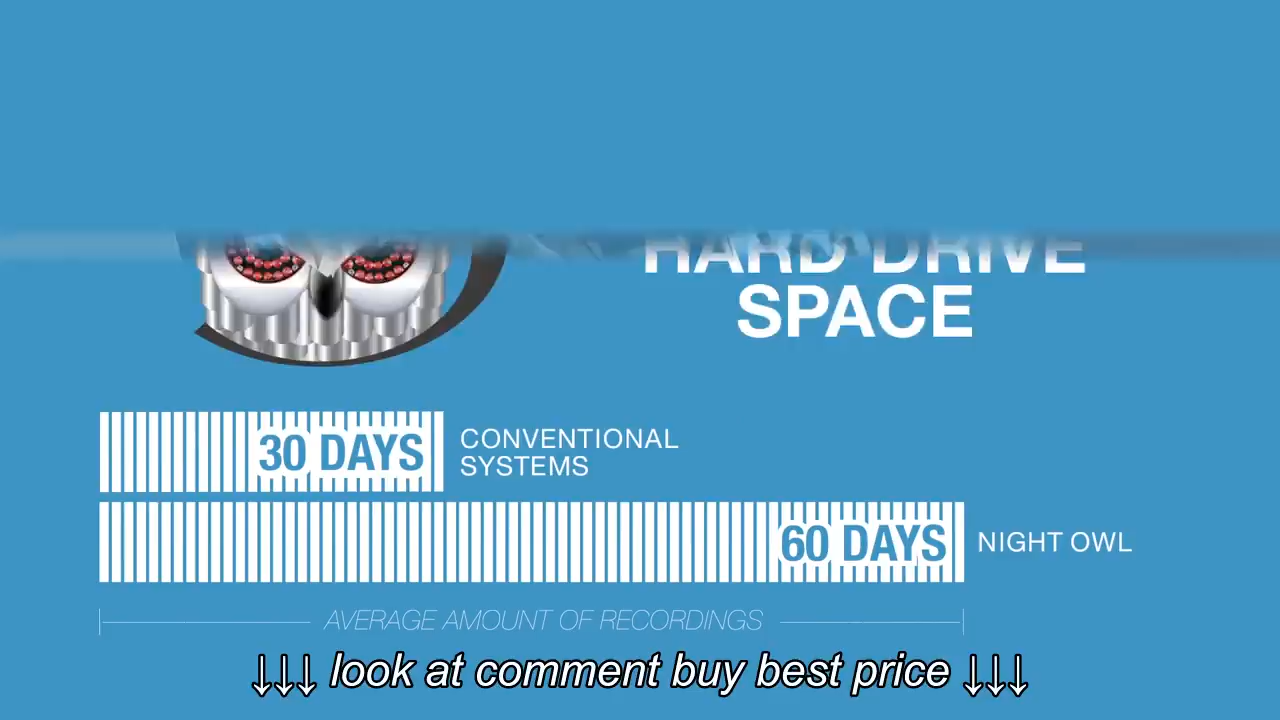 HARD DRIVE
SPACE
30 DAYS
CONVENTIONAL
SYSTEMS
60 DAYS
NIGHT OWL
AVERAGE AMOUNT OF RECORDINGS
↓↓↓ look at comment buy best price ↓↓↓